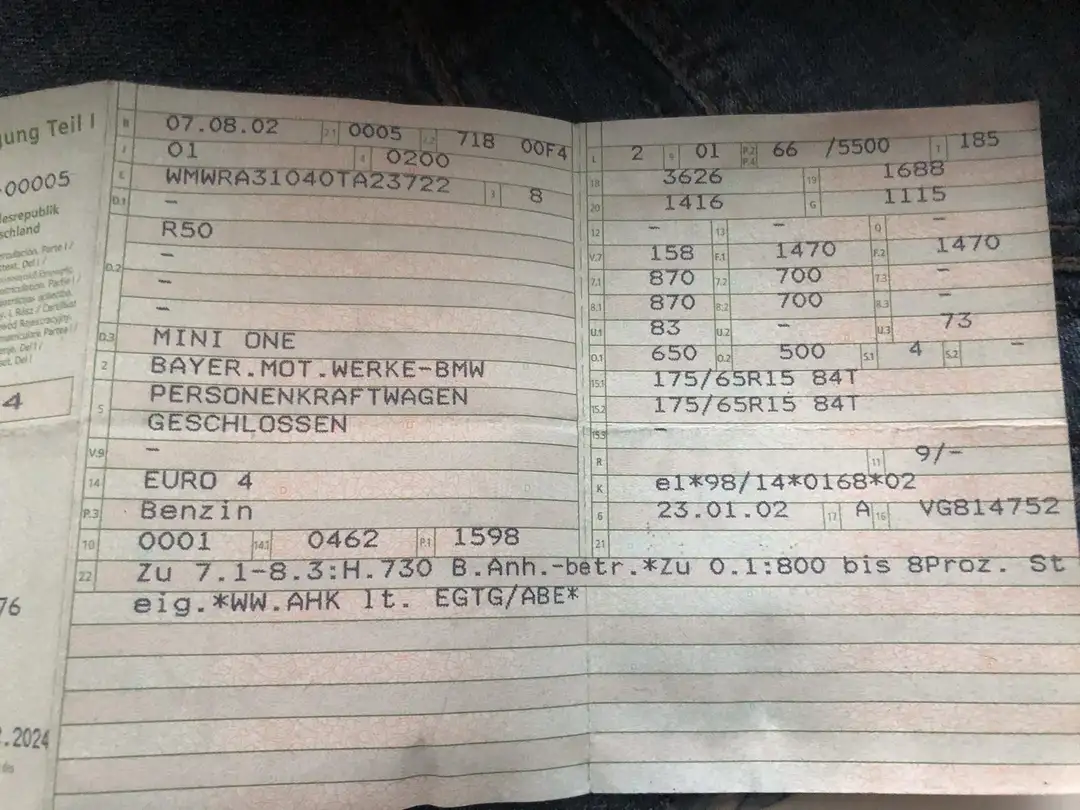 gung Teil I
-00005
desrepublik
schland
4
76
.2024
B 07.08.02 2.1 0005 2.2 718 00F4
J 01 4 0200
E WMWRA31040TA23722 3 8
D.1 -
R50
D.2 -
-
-
D.3 MINI ONE
2 BAYER.MOT.WERKE-BMW
5 PERSONENKRAFTWAGEN
GESCHLOSSEN
V.9 -
14 EURO 4
P.3 Benzin
10 0001 14.1 0462 P.1 1598
L 2 9 01 P.2 P.4 66 /5500 T 185
18 3626 19 1688
20 1416 G 1115
12 - 13 - Q -
V.7 158 F.1 1470 F.2 1470
7.1 870 7.2 700 7.3 -
8.1 870 8.2 700 8.3 -
U.1 83 U.2 - U.3 73
O.1 650 O.2 500 S.1 4 S.2 -
15.1 175/65R15 84T
15.2 175/65R15 84T
15.3 -
R 11 9/-
K e1*98/14*0168*02
6 23.01.02 17 A 16 VG814752
21
22 Zu 7.1-8.3:H.730 B.Anh.-betr.*Zu O.1:800 bis 8Proz. St
eig.*WW.AHK lt. EGTG/ABE*